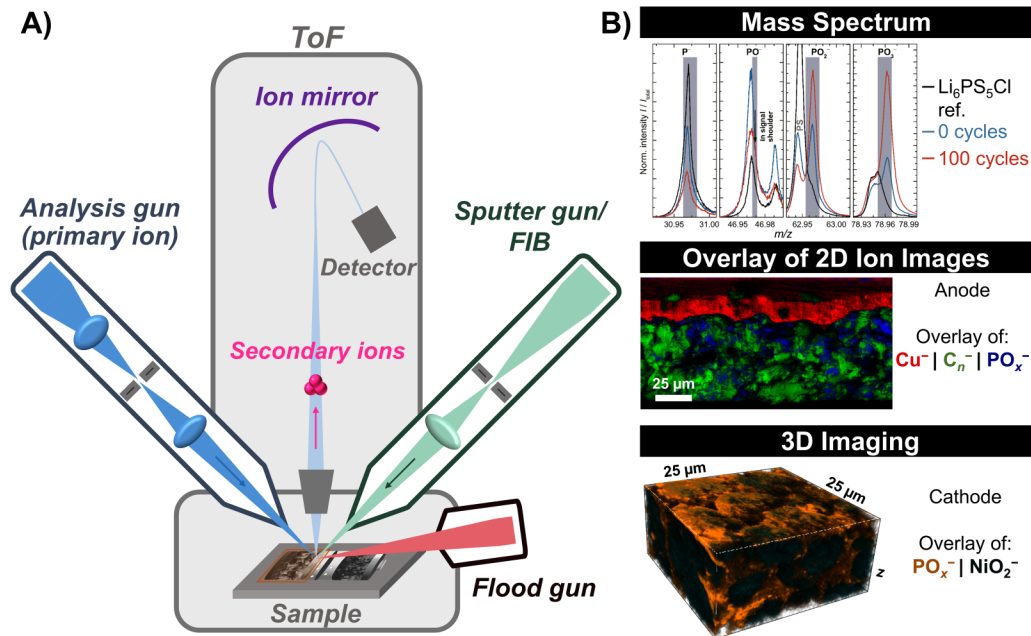 A)
ToF
Ion mirror
Analysis gun
(primary ion)
Sputter gun/
FIB
Detector
Secondary ions
Flood gun
Sample
B)
Mass Spectrum
P⁻
PO⁻
PO₂⁻
PO₃⁻
Norm. intensity I / I_total
In signal
shoulder
PS
30.95 31.00 46.95 46.98 62.95 63.00 78.93 78.96 78.99
m/z
Li₆PS₅Cl
ref.
0 cycles
100 cycles
Overlay of 2D Ion Images
25 µm
Anode
Overlay of:
Cu⁻ | Cₙ⁻ | POₓ⁻
3D Imaging
25 µm
25 µm
z
Cathode
Overlay of:
POₓ⁻ | NiO₂⁻